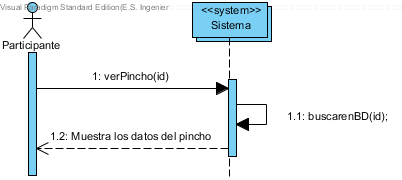 Visual Paradigm Standard Edition(E.S. Ingenier
<<system>>
Sistema
Participante
1: verPincho(id)
1.1: buscarenBD(id);
1.2: Muestra los datos del pincho